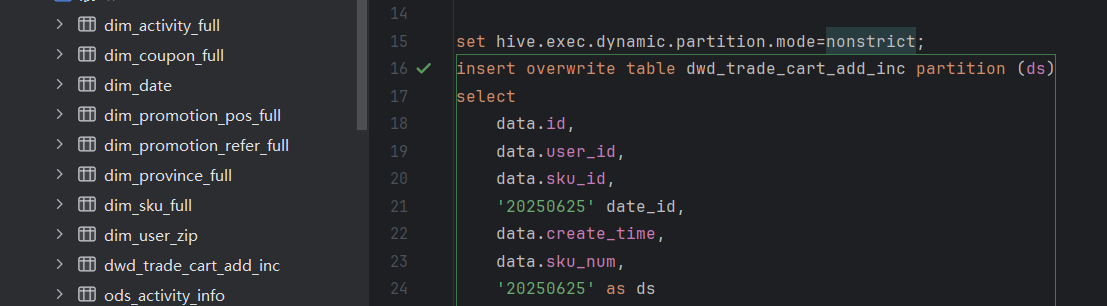 dim_activity_full
dim_coupon_full
dim_date
dim_promotion_pos_full
dim_promotion_refer_full
dim_province_full
dim_sku_full
dim_user_zip
dwd_trade_cart_add_inc
ods_activity_info
14
15 set hive.exec.dynamic.partition.mode=nonstrict;
16 insert overwrite table dwd_trade_cart_add_inc partition (ds)
17 select
18 data.id,
19 data.user_id,
20 data.sku_id,
21 '20250625' date_id,
22 data.create_time,
23 data.sku_num,
24 '20250625' as ds